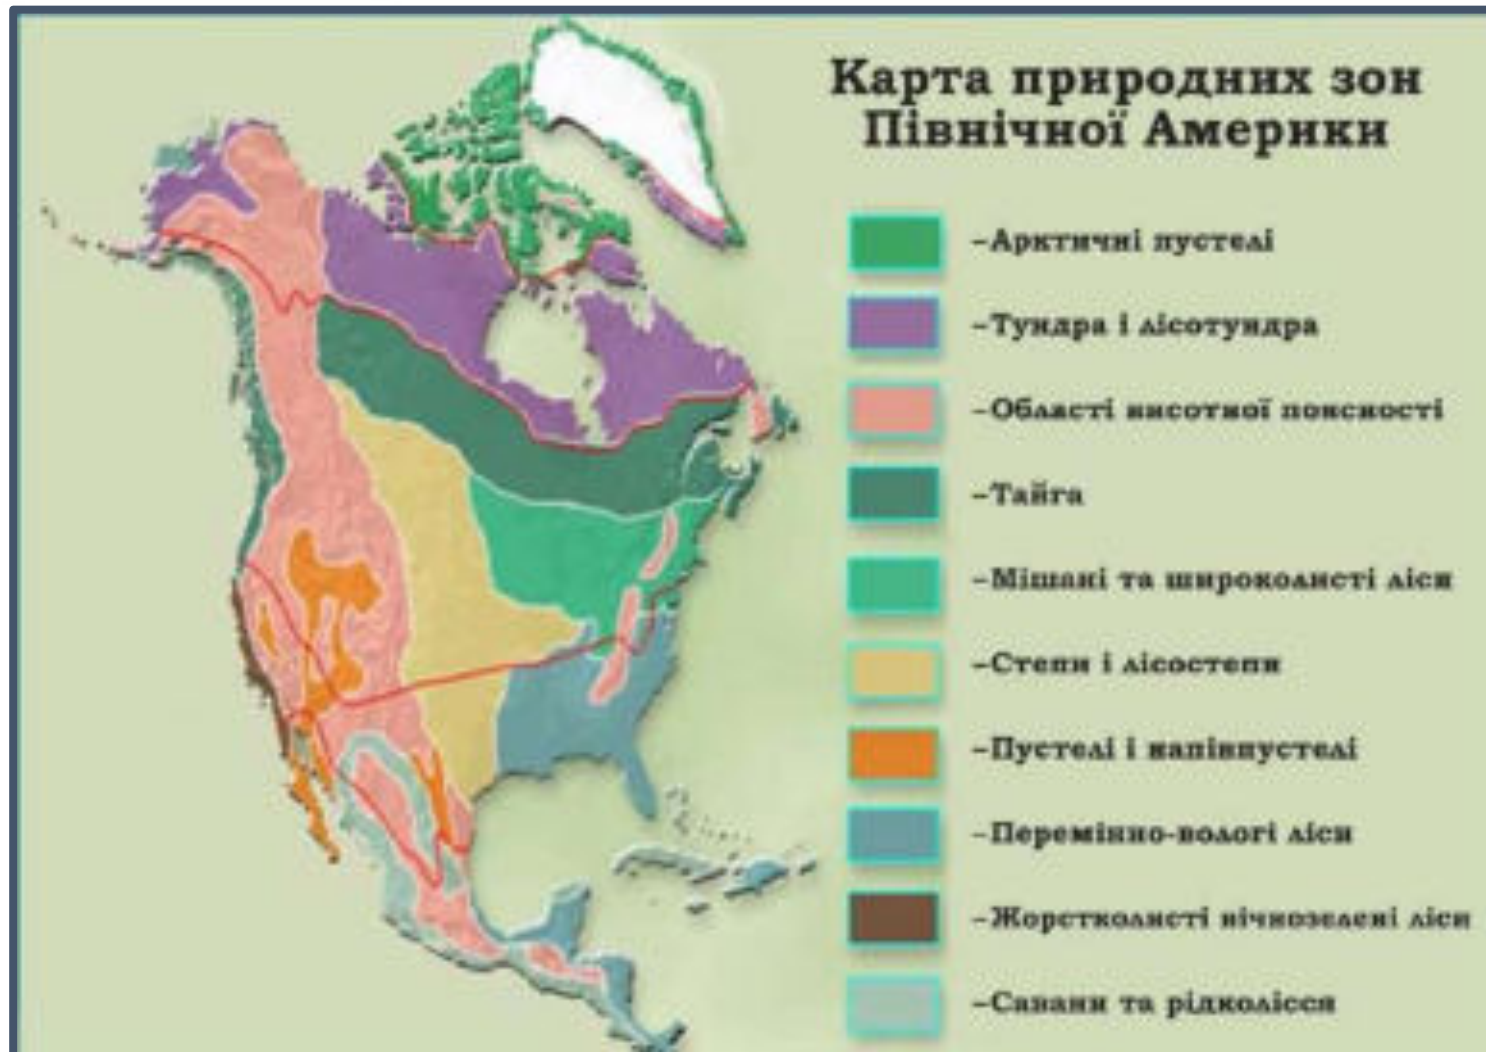 Карта природних зон
Північної Америки
–Арктичні пустелі
–Тундра і лісотундра
–Області висотної поясності
–Тайга
–Мішані та широколисті ліси
–Степи і лісостепи
–Пустелі і напівпустелі
–Перемінно-вологі ліси
–Жорстколисті вічнозелені ліси
–Савани та рідколісся